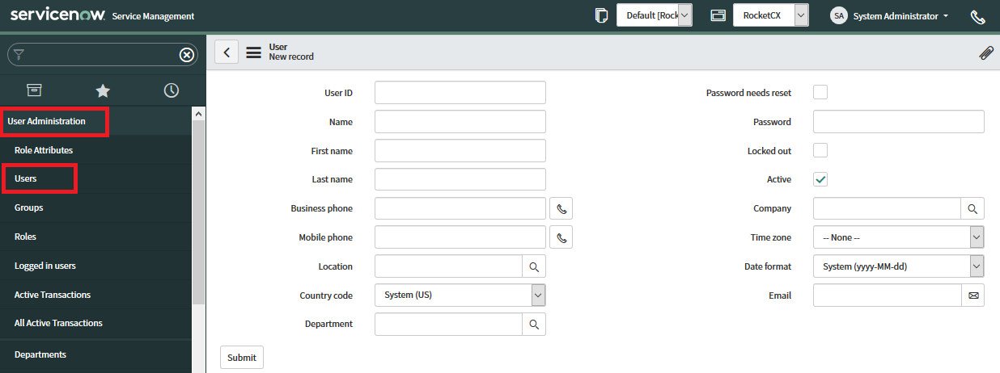 servicenow Service Management
Default [Rock
RocketCX
SA System Administrator
User
New record
User Administration
Role Attributes
Users
Groups
Roles
Logged in users
Active Transactions
All Active Transactions
Departments
User ID
Name
First name
Last name
Business phone
Mobile phone
Location
Country code System (US)
Department
Password needs reset
Password
Locked out
Active
Company
Time zone -- None --
Date format System (yyyy-MM-dd)
Email
Submit